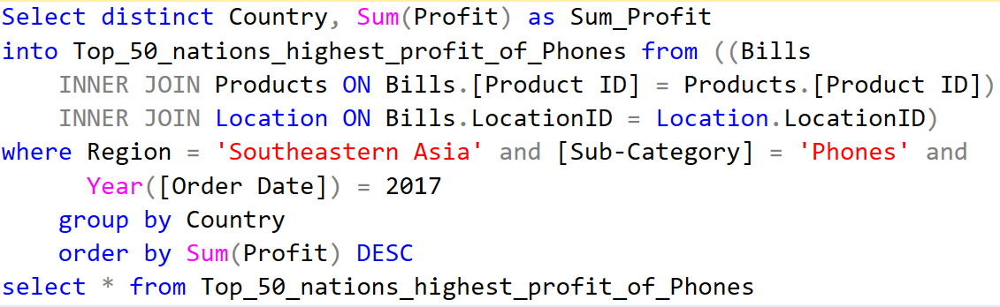 Select distinct Country, Sum(Profit) as Sum_Profit
into Top_50_nations_highest_profit_of_Phones from ((Bills
INNER JOIN Products ON Bills.[Product ID] = Products.[Product ID])
INNER JOIN Location ON Bills.LocationID = Location.LocationID)
where Region = 'Southeastern Asia' and [Sub-Category] = 'Phones' and
Year([Order Date]) = 2017
group by Country
order by Sum(Profit) DESC
select * from Top_50_nations_highest_profit_of_Phones